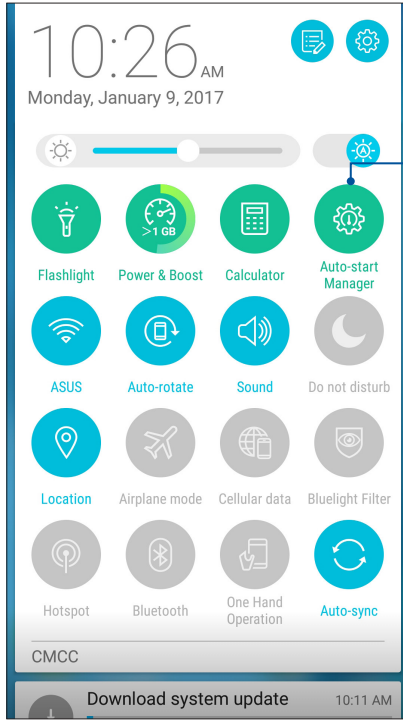 10:26 AM
Monday, January 9, 2017
A
>1 GB
Flashlight
Power & Boost
Calculator
Auto-start
Manager
ASUS
Auto-rotate
Sound
Do not disturb
Location
Airplane mode
Cellular data
Bluelight Filter
Hotspot
Bluetooth
One Hand
Operation
Auto-sync
CMCC
Download system update 10:11 AM